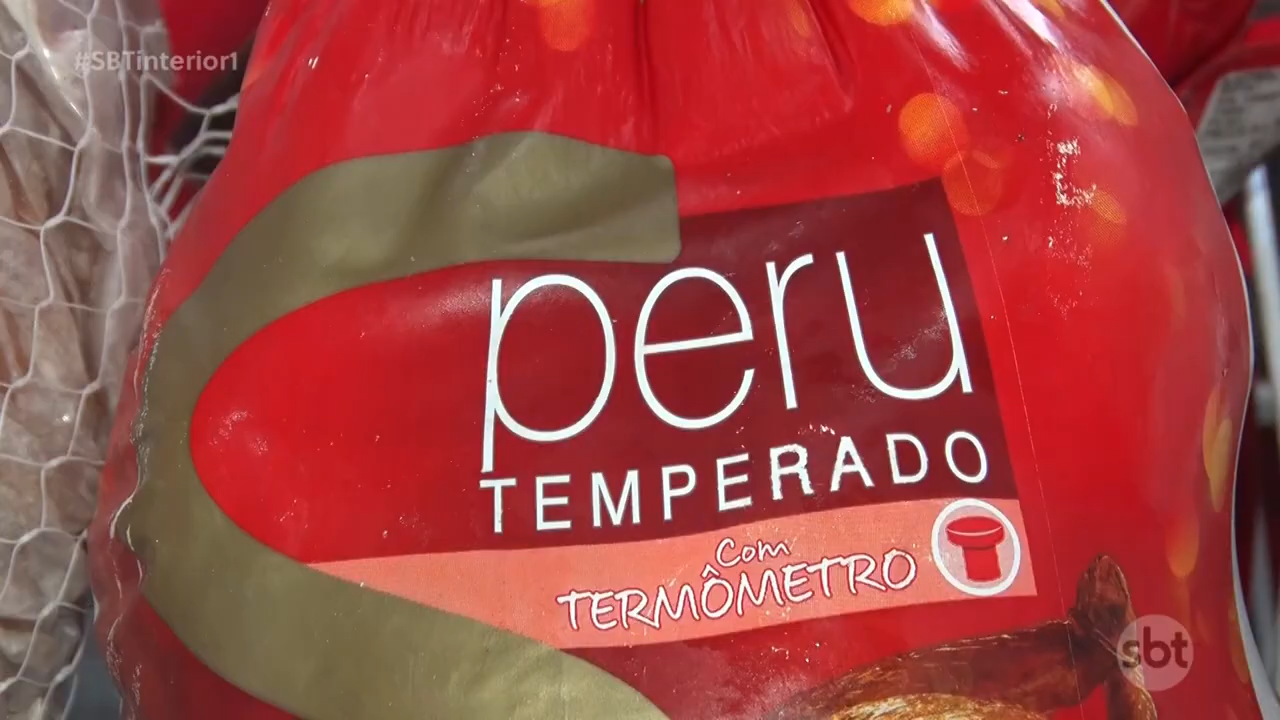 #SBTinterior1
peru
TEMPERADO
Com
TERMÔMETRO
sbt